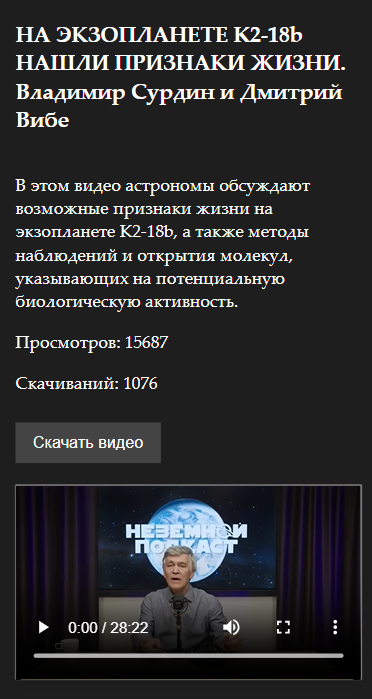 НА ЭКЗОПЛАНЕТЕ K2-18b
НАШЛИ ПРИЗНАКИ ЖИЗНИ.
Владимир Сурдин и Дмитрий
Вибе
В этом видео астрономы обсуждают
возможные признаки жизни на
экзопланете K2-18b, а также методы
наблюдений и открытия молекул,
указывающих на потенциальную
биологическую активность.
Просмотров: 15687
Скачиваний: 1076
Скачать видео
НЕЗЕМНОЙ
ПОДКАСТ
0:00 / 28:22